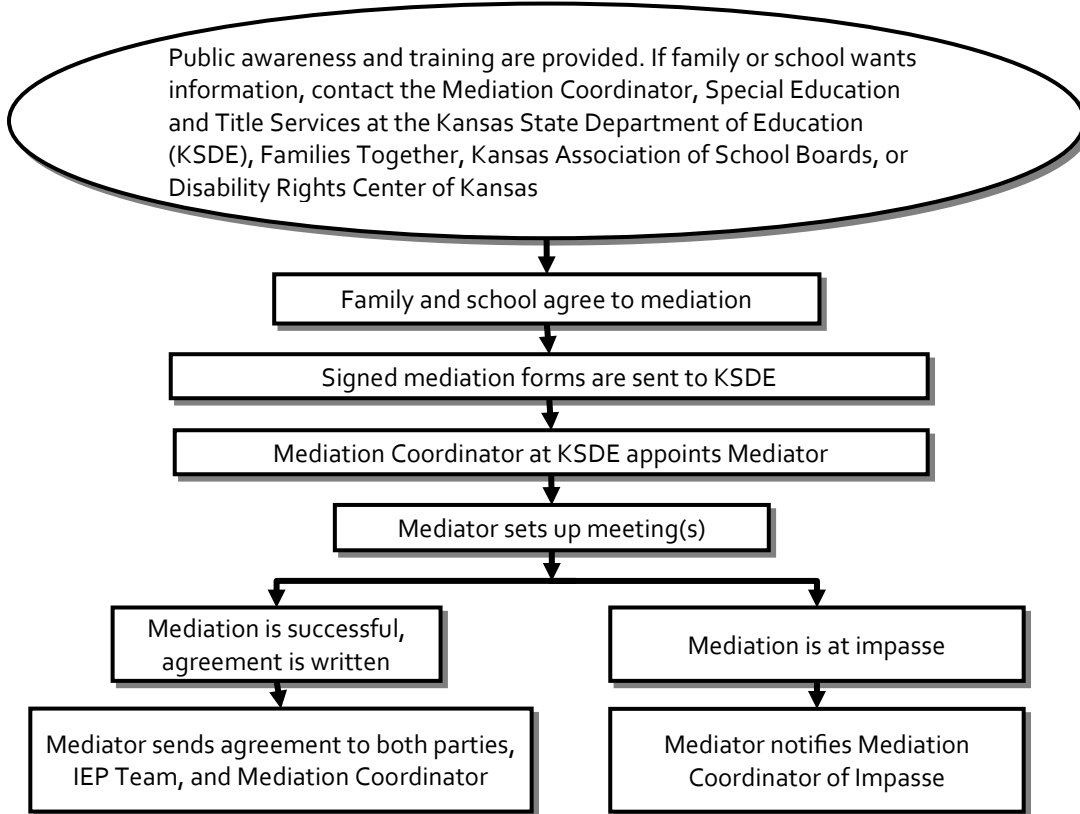 Public awareness and training are provided. If family or school wants
information, contact the Mediation Coordinator, Special Education
and Title Services at the Kansas State Department of Education
(KSDE), Families Together, Kansas Association of School Boards, or
Disability Rights Center of Kansas
Family and school agree to mediation
Signed mediation forms are sent to KSDE
Mediation Coordinator at KSDE appoints Mediator
Mediator sets up meeting(s)
Mediation is successful,
agreement is written
Mediation is at impasse
Mediator sends agreement to both parties,
IEP Team, and Mediation Coordinator
Mediator notifies Mediation
Coordinator of Impasse